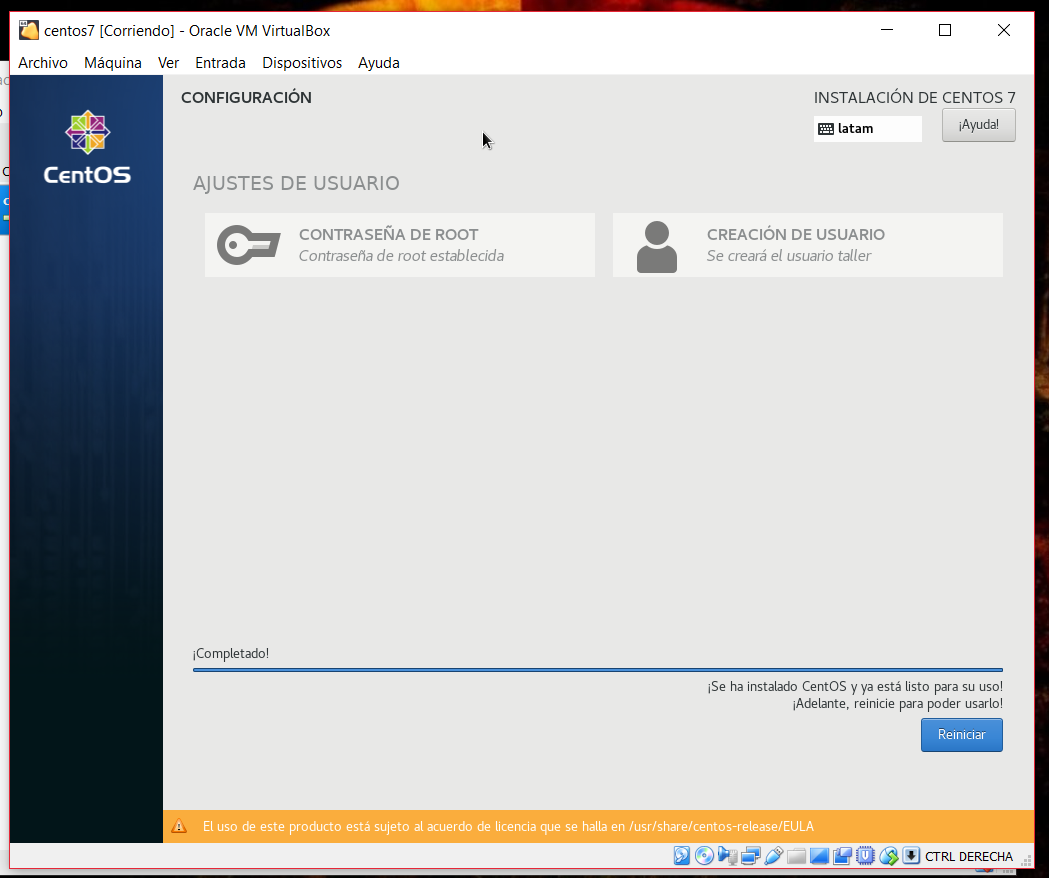 centos7 [Corriendo] - Oracle VM VirtualBox
Archivo Máquina Ver Entrada Dispositivos Ayuda
CentOS
CONFIGURACIÓN
INSTALACIÓN DE CENTOS 7
latam
¡Ayuda!
AJUSTES DE USUARIO
CONTRASEÑA DE ROOT
Contraseña de root establecida
CREACIÓN DE USUARIO
Se creará el usuario taller
¡Completado!
¡Se ha instalado CentOS y ya está listo para su uso!
¡Adelante, reinicie para poder usarlo!
Reiniciar
El uso de este producto está sujeto al acuerdo de licencia que se halla en /usr/share/centos-release/EULA
CTRL DERECHA